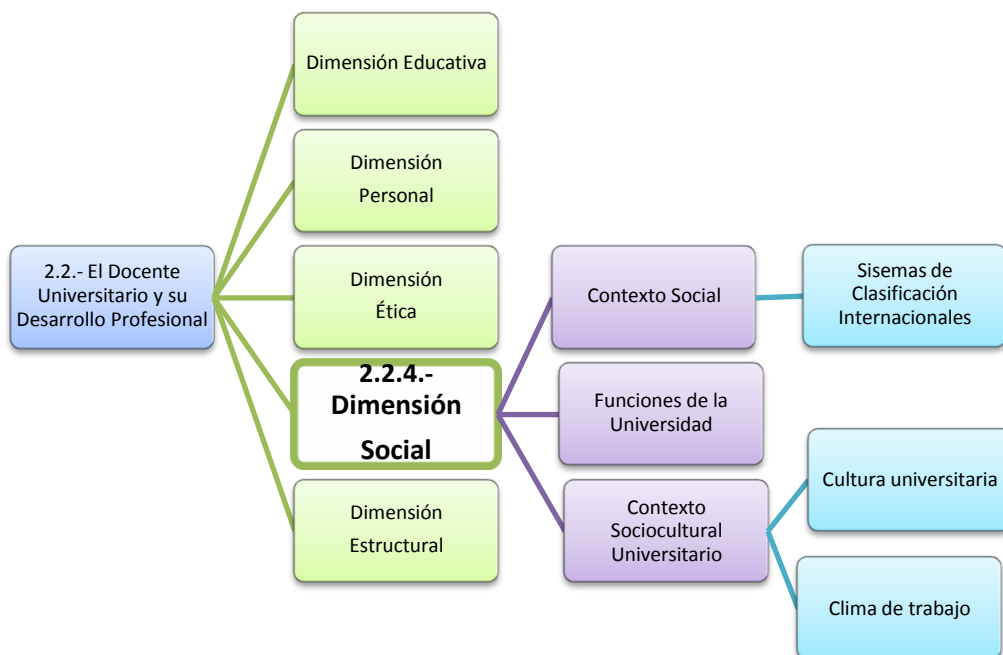 Dimensión Educativa
Dimensión
Personal
2.2.- El Docente
Universitario y su
Desarrollo Profesional
Dimensión
Ética
Contexto Social
Sisemas de
Clasificación
Internacionales
2.2.4.-
Dimensión
Social
Funciones de la
Universidad
Dimensión
Estructural
Contexto
Sociocultural
Universitario
Cultura universitaria
Clima de trabajo